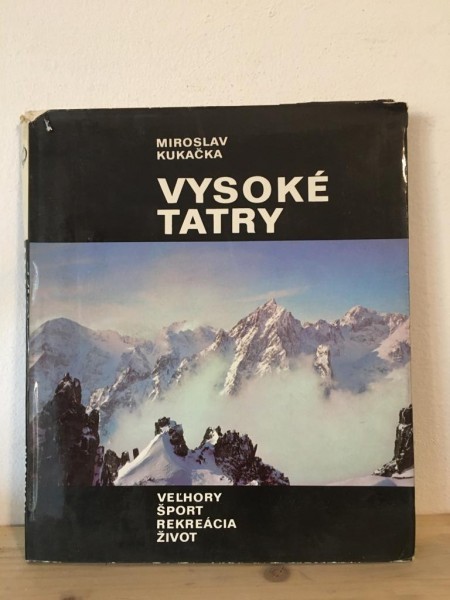 MIROSLAV
KUKAČKA
VYSOKÉ
TATRY
VEĽHORY
ŠPORT
REKREÁCIA
ŽIVOT